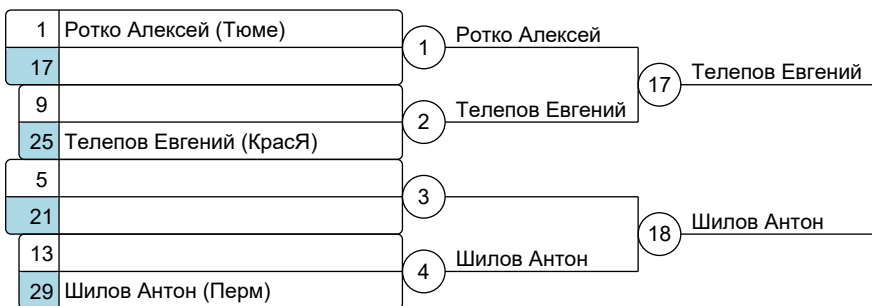 1 Ротко Алексей (Тюме)
1 Ротко Алексей
17
17 Телепов Евгений
9
2 Телепов Евгений
25 Телепов Евгений (КрасЯ)
5
3
21
18 Шилов Антон
13
4 Шилов Антон
29 Шилов Антон (Перм)